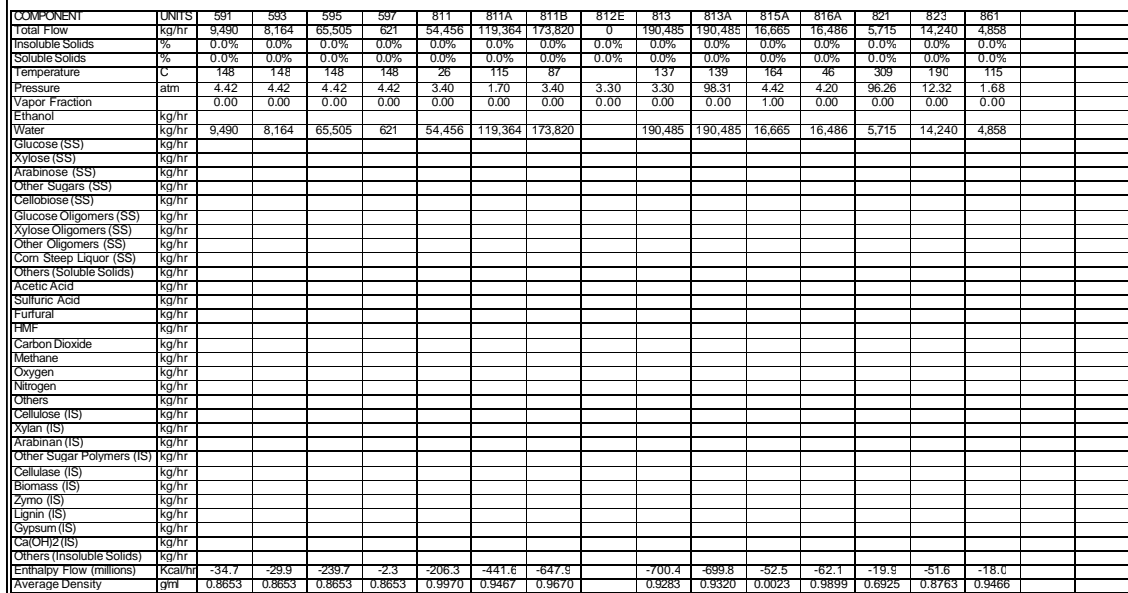 COMPONENT UNITS 591 593 595 597 811 811A 811B 812E 813 813A 815A 816A 821 823 861
Total Flow kg/hr 9,490 8,164 65,505 621 54,456 119,364 173,820 0 190,485 190,485 16,665 16,486 5,715 14,240 4,858
Insoluble Solids % 0.0% 0.0% 0.0% 0.0% 0.0% 0.0% 0.0% 0.0% 0.0% 0.0% 0.0% 0.0% 0.0% 0.0% 0.0%
Soluble Solids % 0.0% 0.0% 0.0% 0.0% 0.0% 0.0% 0.0% 0.0% 0.0% 0.0% 0.0% 0.0% 0.0% 0.0% 0.0%
Temperature C 148 148 148 148 26 115 87 137 139 164 46 309 190 115
Pressure atm 4.42 4.42 4.42 4.42 3.40 1.70 3.40 3.30 3.30 98.31 4.42 4.20 96.26 12.32 1.68
Vapor Fraction 0.00 0.00 0.00 0.00 0.00 0.00 0.00 0.00 0.00 0.00 1.00 0.00 0.00 0.00 0.00
Ethanol kg/hr
Water kg/hr 9,490 8,164 65,505 621 54,456 119,364 173,820 190,485 190,485 16,665 16,486 5,715 14,240 4,858
Glucose (SS) kg/hr
Xylose (SS) kg/hr
Arabinose (SS) kg/hr
Other Sugars (SS) kg/hr
Cellobiose (SS) kg/hr
Glucose Oligomers (SS) kg/hr
Xylose Oligomers (SS) kg/hr
Other Oligomers (SS) kg/hr
Corn Steep Liquor (SS) kg/hr
Others (Soluble Solids) kg/hr
Acetic Acid kg/hr
Sulfuric Acid kg/hr
Furfural kg/hr
HMF kg/hr
Carbon Dioxide kg/hr
Methane kg/hr
Oxygen kg/hr
Nitrogen kg/hr
Others kg/hr
Cellulose (IS) kg/hr
Xylan (IS) kg/hr
Arabinan (IS) kg/hr
Other Sugar Polymers (IS) kg/hr
Cellulase (IS) kg/hr
Biomass (IS) kg/hr
Zymo (IS) kg/hr
Lignin (IS) kg/hr
Gypsum (IS) kg/hr
Ca(OH)2 (IS) kg/hr
Others (Insoluble Solids) kg/hr
Enthalpy Flow (millions) Kcal/hr -34.7 -29.9 -239.7 -2.3 -206.3 -441.6 -647.9 -700.4 -699.8 -52.5 -62.1 -19.9 -51.6 -18.0
Average Density g/ml 0.8653 0.8653 0.8653 0.8653 0.9970 0.9467 0.9670 0.9283 0.9320 0.0023 0.9899 0.6925 0.8763 0.9466